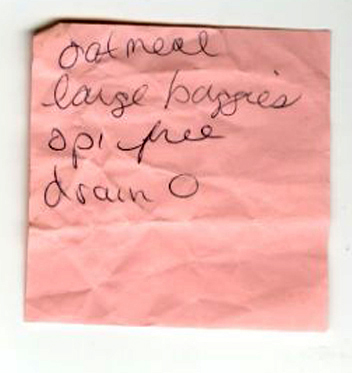 oatmeal
large baggies
opi free
drain O